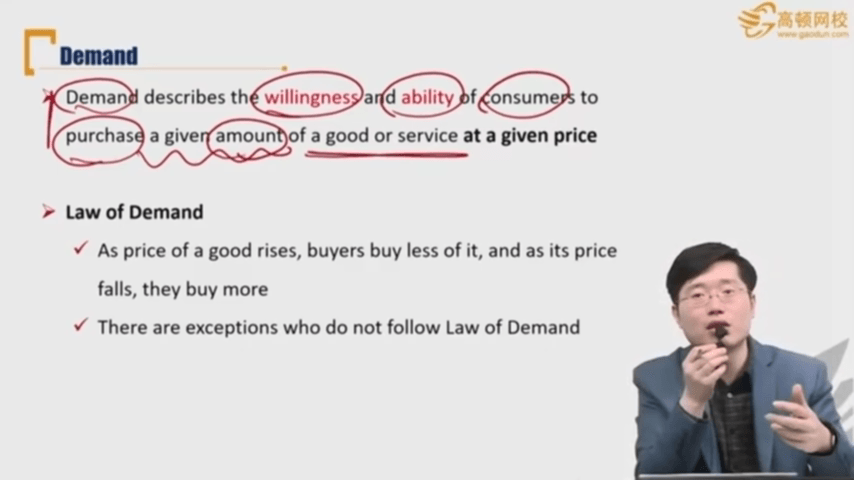 高顿网校
www.gaodun.com
Demand
Demand describes the willingness and ability of consumers to
purchase a given amount of a good or service at a given price
Law of Demand
As price of a good rises, buyers buy less of it, and as its price
falls, they buy more
There are exceptions who do not follow Law of Demand